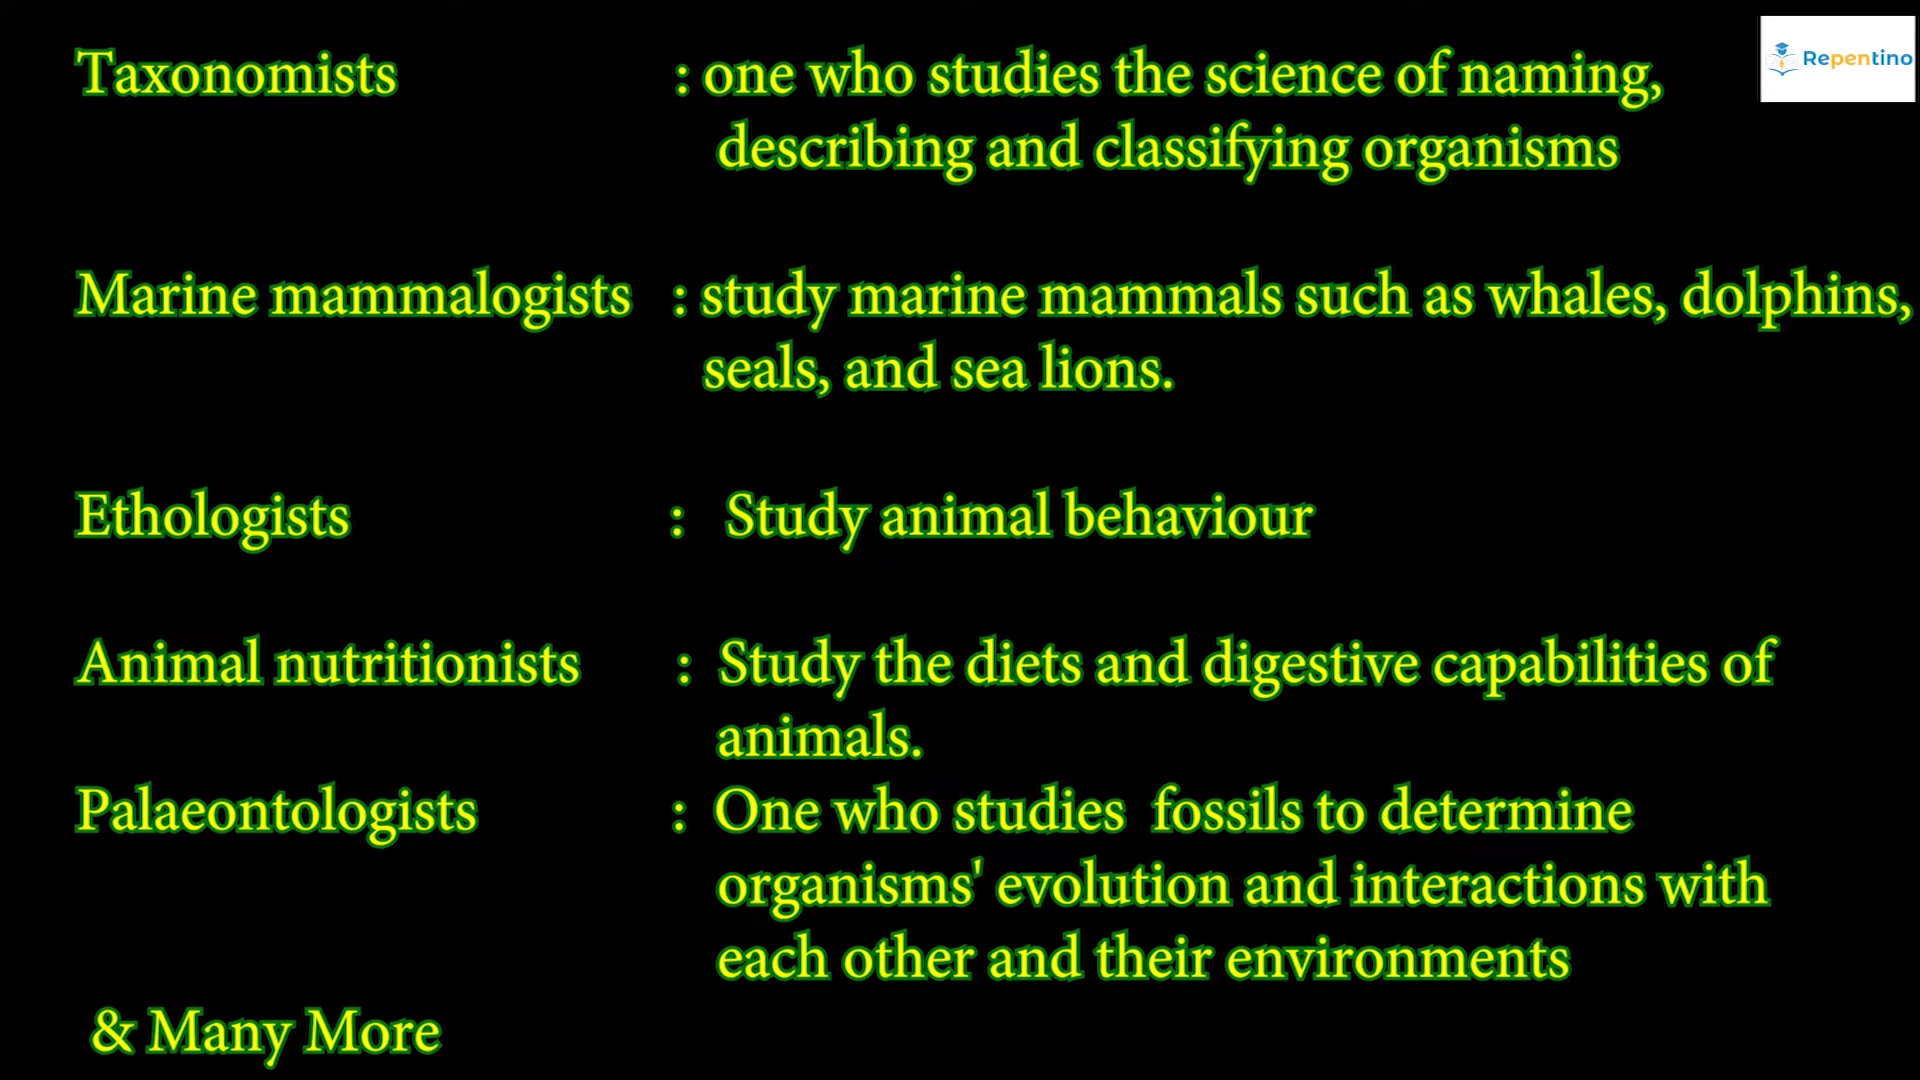 Repentino
Taxonomists : one who studies the science of naming,
describing and classifying organisms
Marine mammalogists : study marine mammals such as whales, dolphins,
seals, and sea lions.
Ethologists : Study animal behaviour
Animal nutritionists : Study the diets and digestive capabilities of
animals.
Palaeontologists : One who studies fossils to determine
organisms' evolution and interactions with
each other and their environments
& Many More